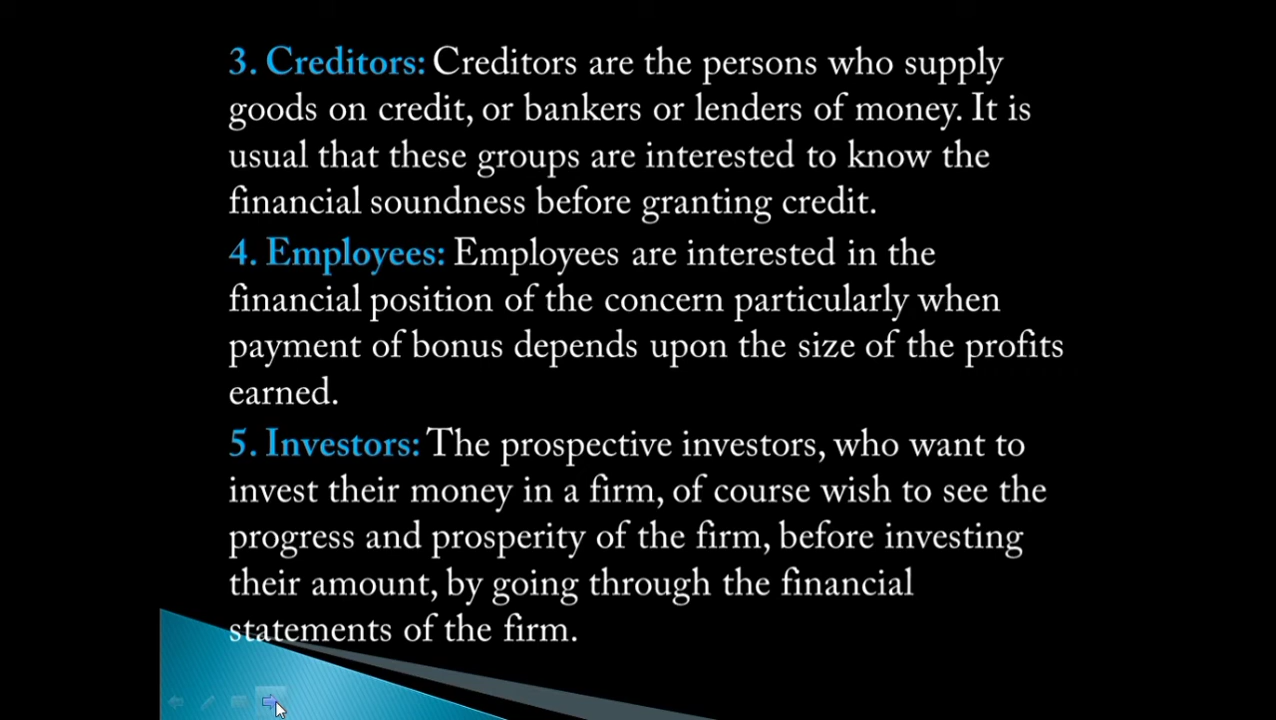 3. Creditors: Creditors are the persons who supply
goods on credit, or bankers or lenders of money. It is
usual that these groups are interested to know the
financial soundness before granting credit.
4. Employees: Employees are interested in the
financial position of the concern particularly when
payment of bonus depends upon the size of the profits
earned.
5. Investors: The prospective investors, who want to
invest their money in a firm, of course wish to see the
progress and prosperity of the firm, before investing
their amount, by going through the financial
statements of the firm.